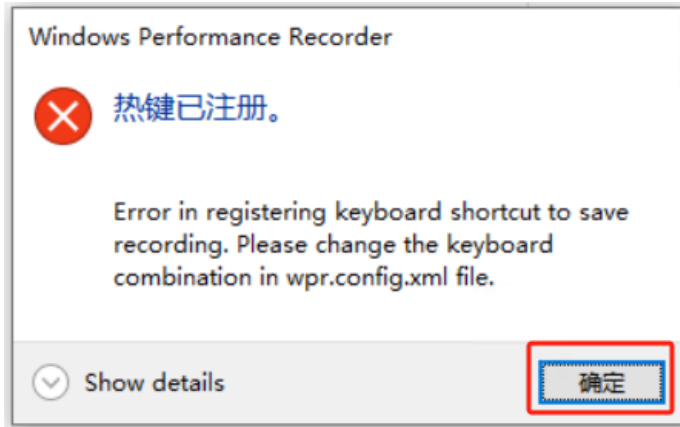 Windows Performance Recorder
热键已注册。
Error in registering keyboard shortcut to save
recording. Please change the keyboard
combination in wpr.config.xml file.
Show details
确定